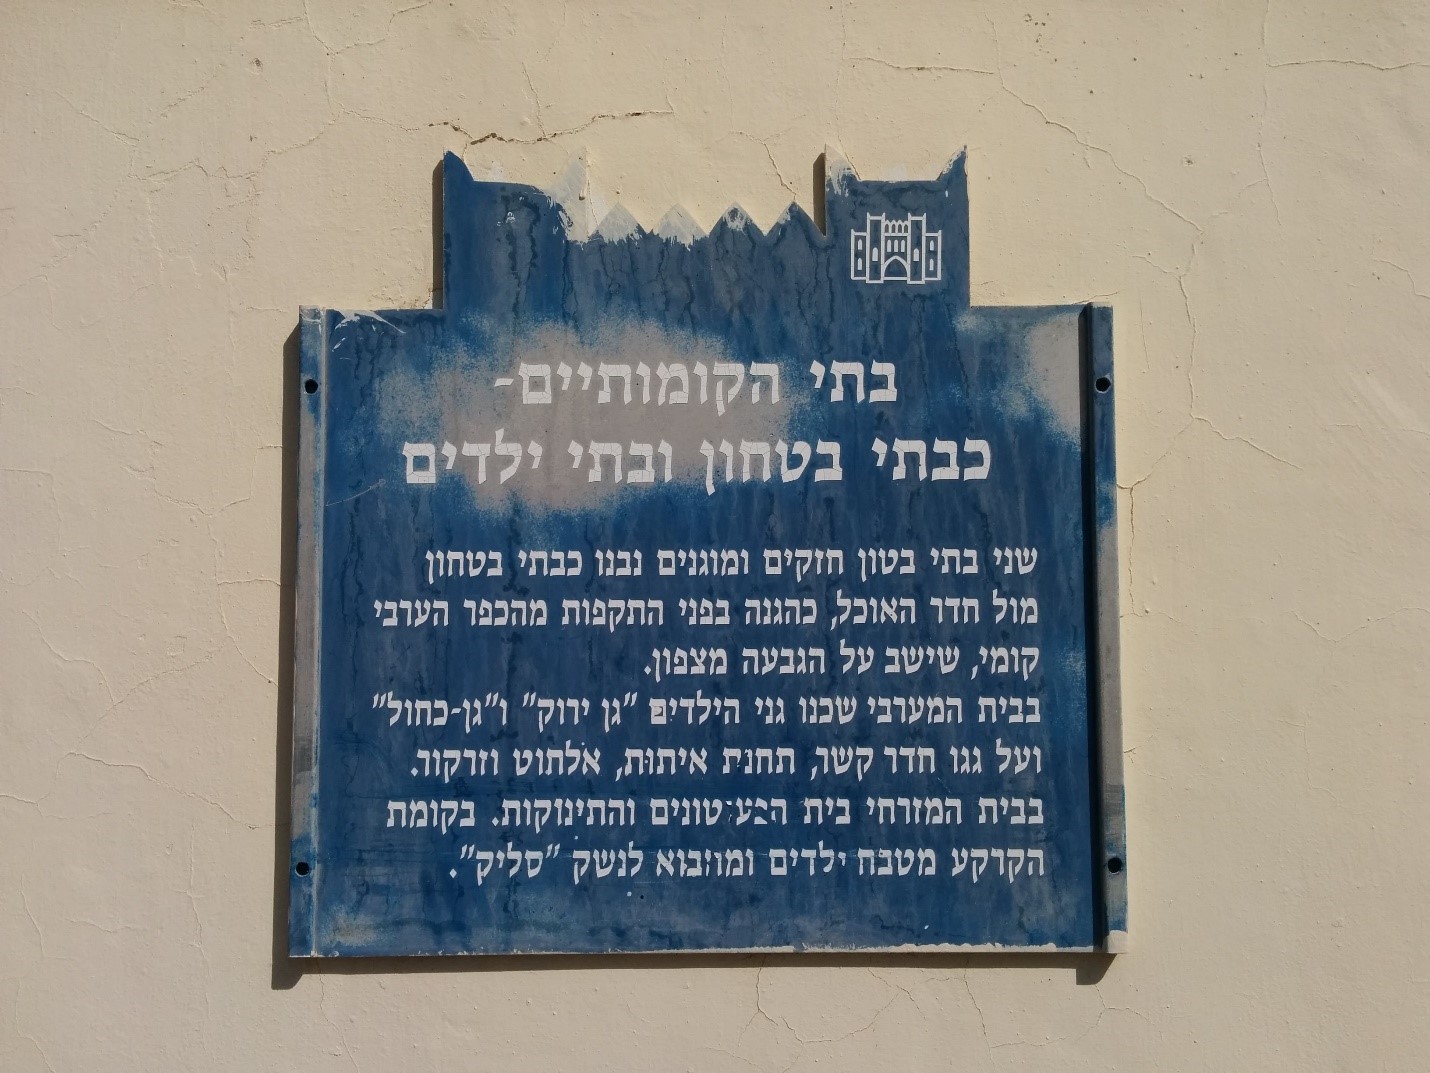 בתי הקומותיים-
כבתי בטחון ובתי ילדים
שני בתי בטון חזקים ומוגנים נבנו כבתי בטחון
מול חדר האוכל, כהגנה בפני התקפות מהכפר הערבי
קומי, שישב על הגבעה מצפון.
בבית המערבי שכנו גני הילדים "גן ירוק" ו"גן-כחול"
ועל גגו חדר קשר, תחנת איתות, אלחוט וזרקור.
בבית המזרחי בית הפעוטונים והתינוקות. בקומת
הקרקע מטבח ילדים ומחבוא לנשק "סליק".